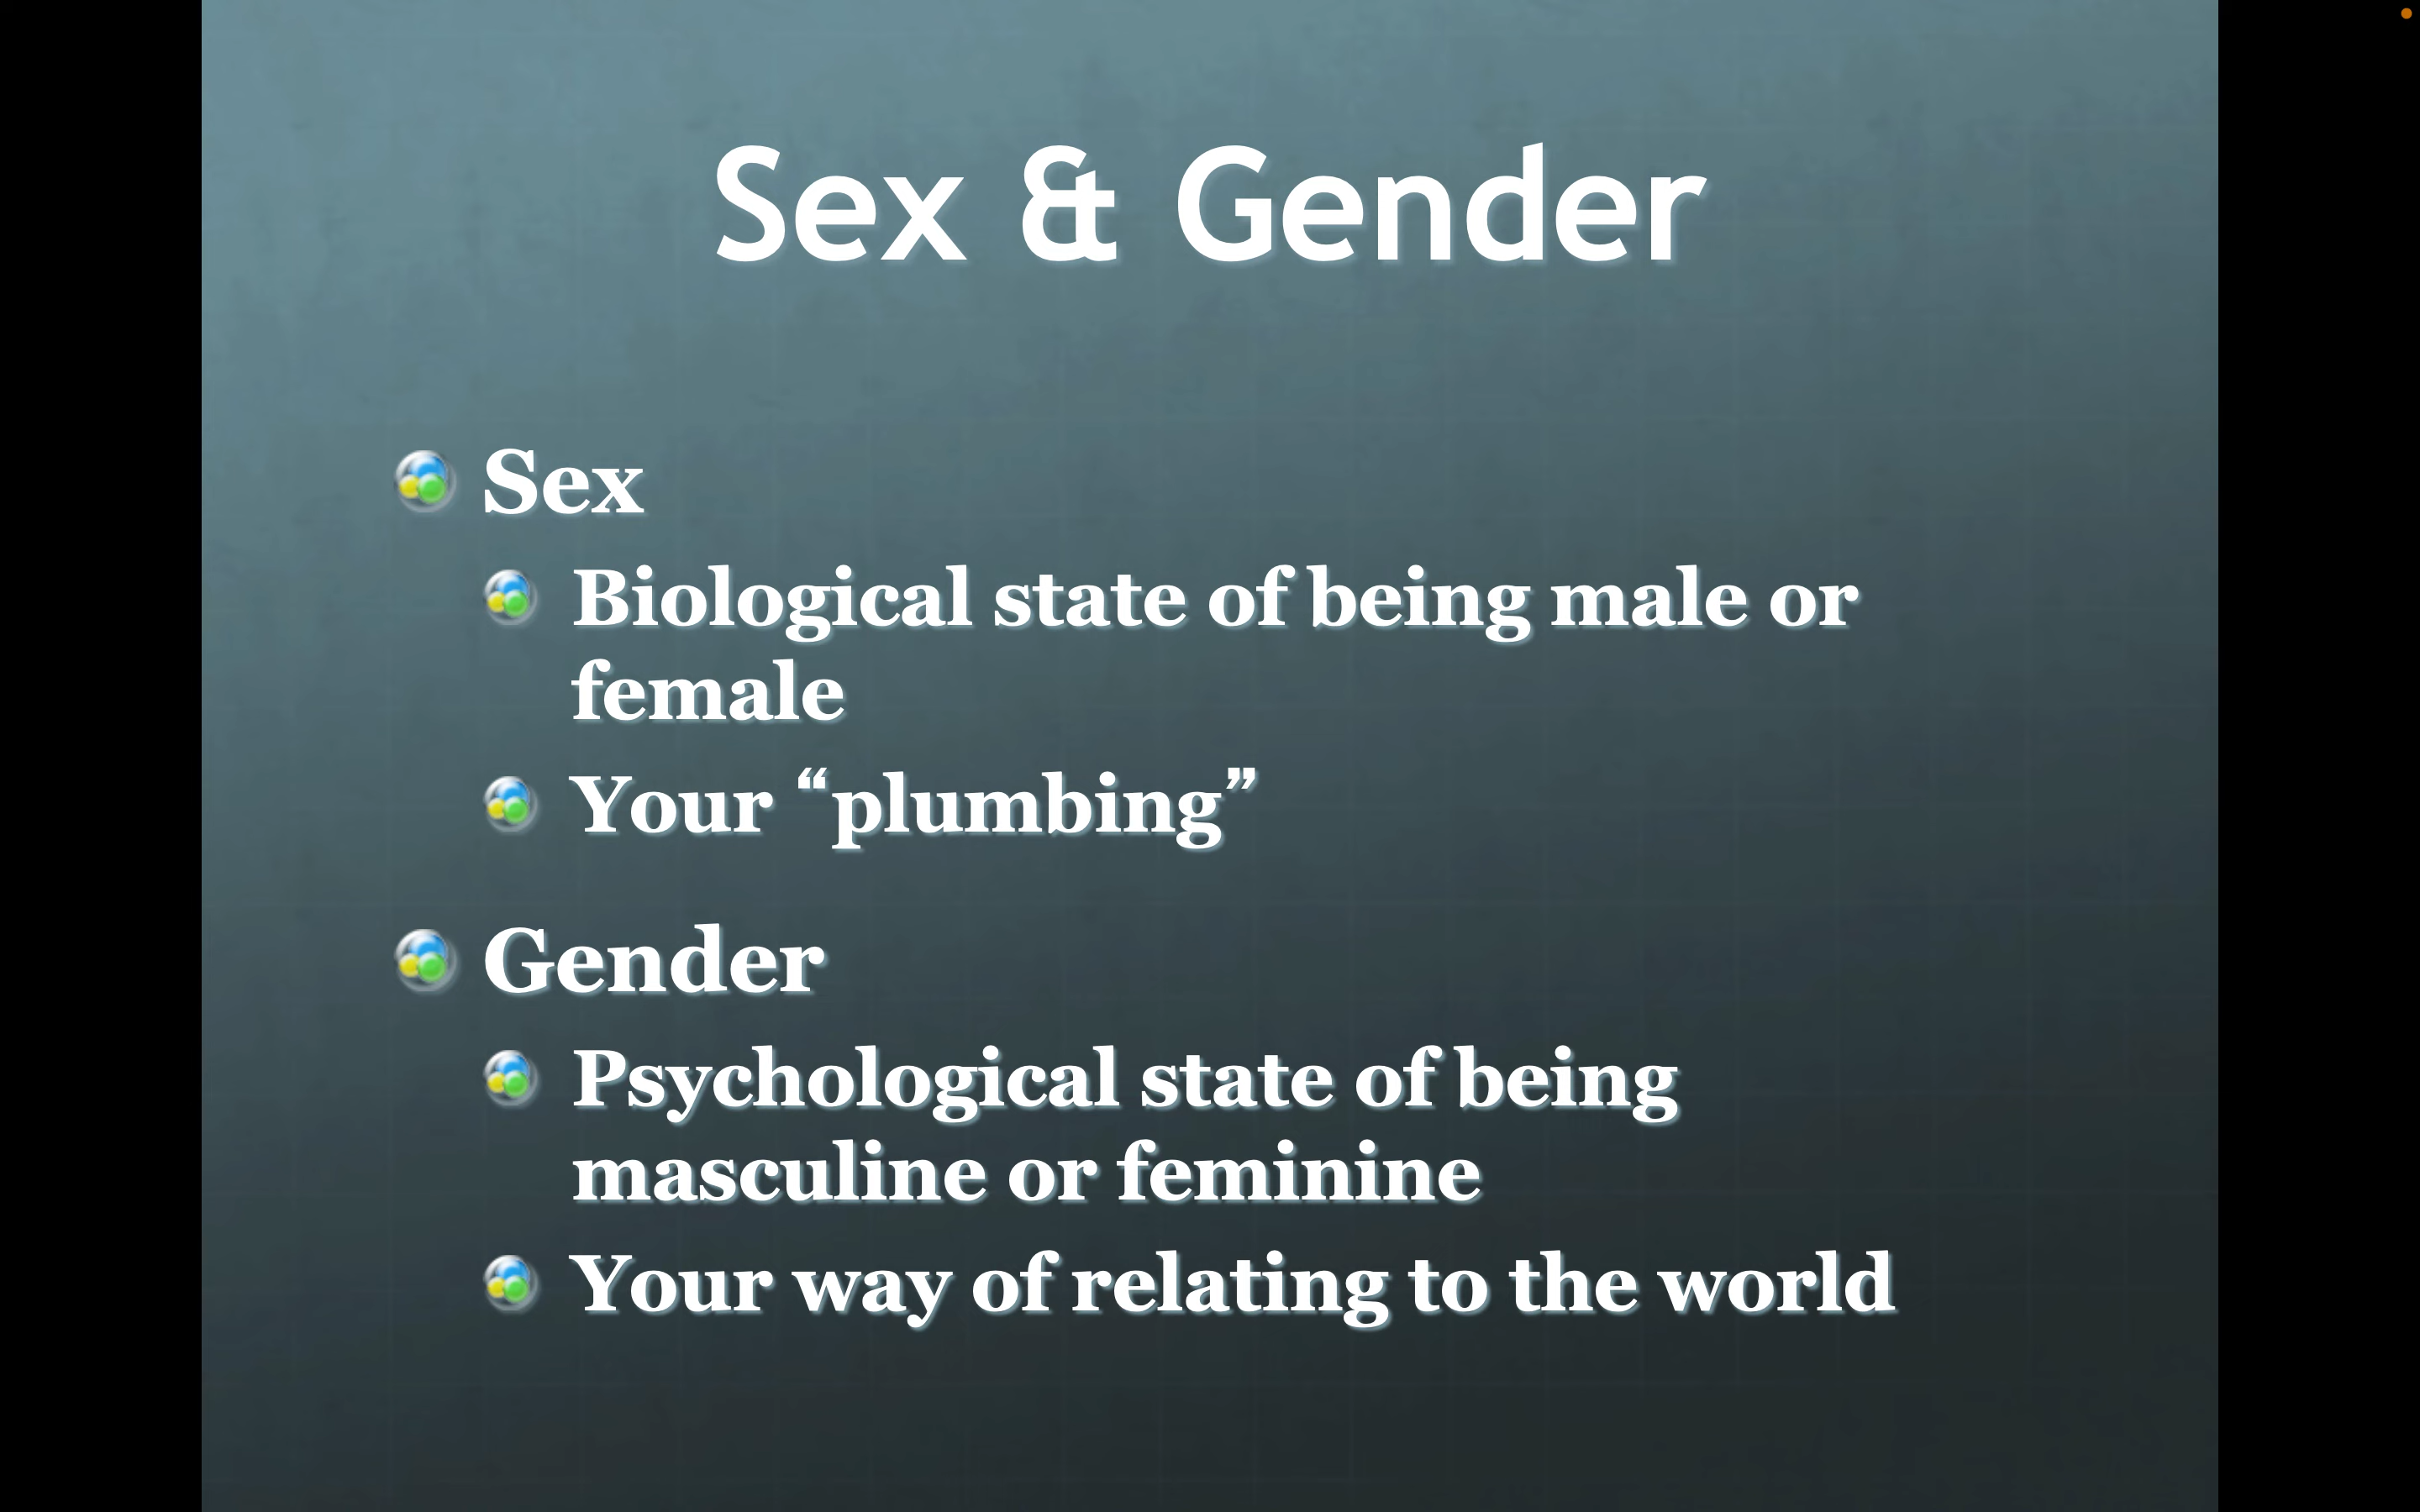 Sex & Gender
Sex
Biological state of being male or
female
Your “plumbing”
Gender
Psychological state of being
masculine or feminine
Your way of relating to the world